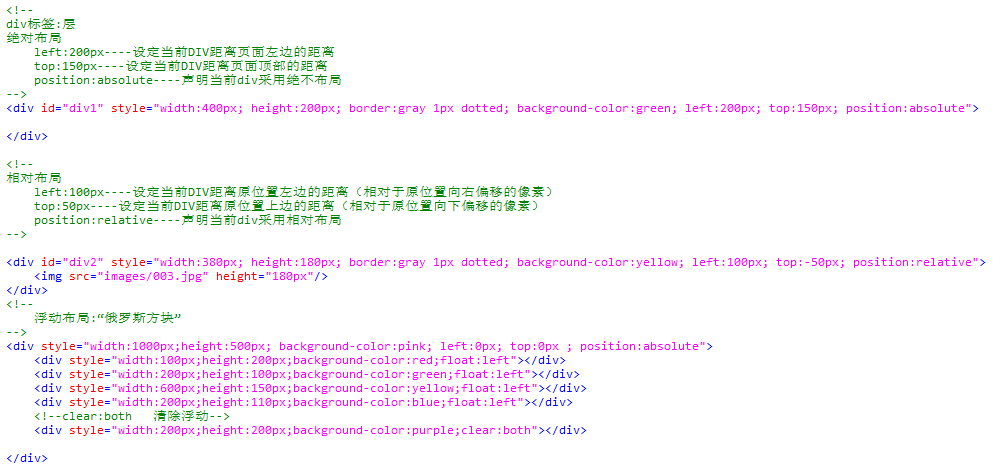 <!--
div标签:层
绝对布局
    left:200px----设定当前DIV距离页面左边的距离
    top:150px----设定当前DIV距离页面顶部的距离
    position:absolute----声明当前div采用绝不布局
-->
<div id="div1" style="width:400px; height:200px; border:gray 1px dotted; background-color:green; left:200px; top:150px; position:absolute">

</div>

<!--
相对布局
    left:100px----设定当前DIV距离原位置左边的距离（相对于原位置向右偏移的像素）
    top:50px----设定当前DIV距离原位置上边的距离（相对于原位置向下偏移的像素）
    position:relative----声明当前div采用相对布局
-->

<div id="div2" style="width:380px; height:180px; border:gray 1px dotted; background-color:yellow; left:100px; top:-50px; position:relative">
    <img src="images/003.jpg" height="180px"/>
</div>
<!--
    浮动布局:“俄罗斯方块”
-->
<div style="width:1000px;height:500px; background-color:pink; left:0px; top:0px ; position:absolute">
    <div style="width:100px;height:200px;background-color:red;float:left"></div>
    <div style="width:200px;height:100px;background-color:green;float:left"></div>
    <div style="width:600px;height:150px;background-color:yellow;float:left"></div>
    <div style="width:200px;height:110px;background-color:blue;float:left"></div>
    <!--clear:both   清除浮动-->
    <div style="width:200px;height:200px;background-color:purple;clear:both"></div>

</div>